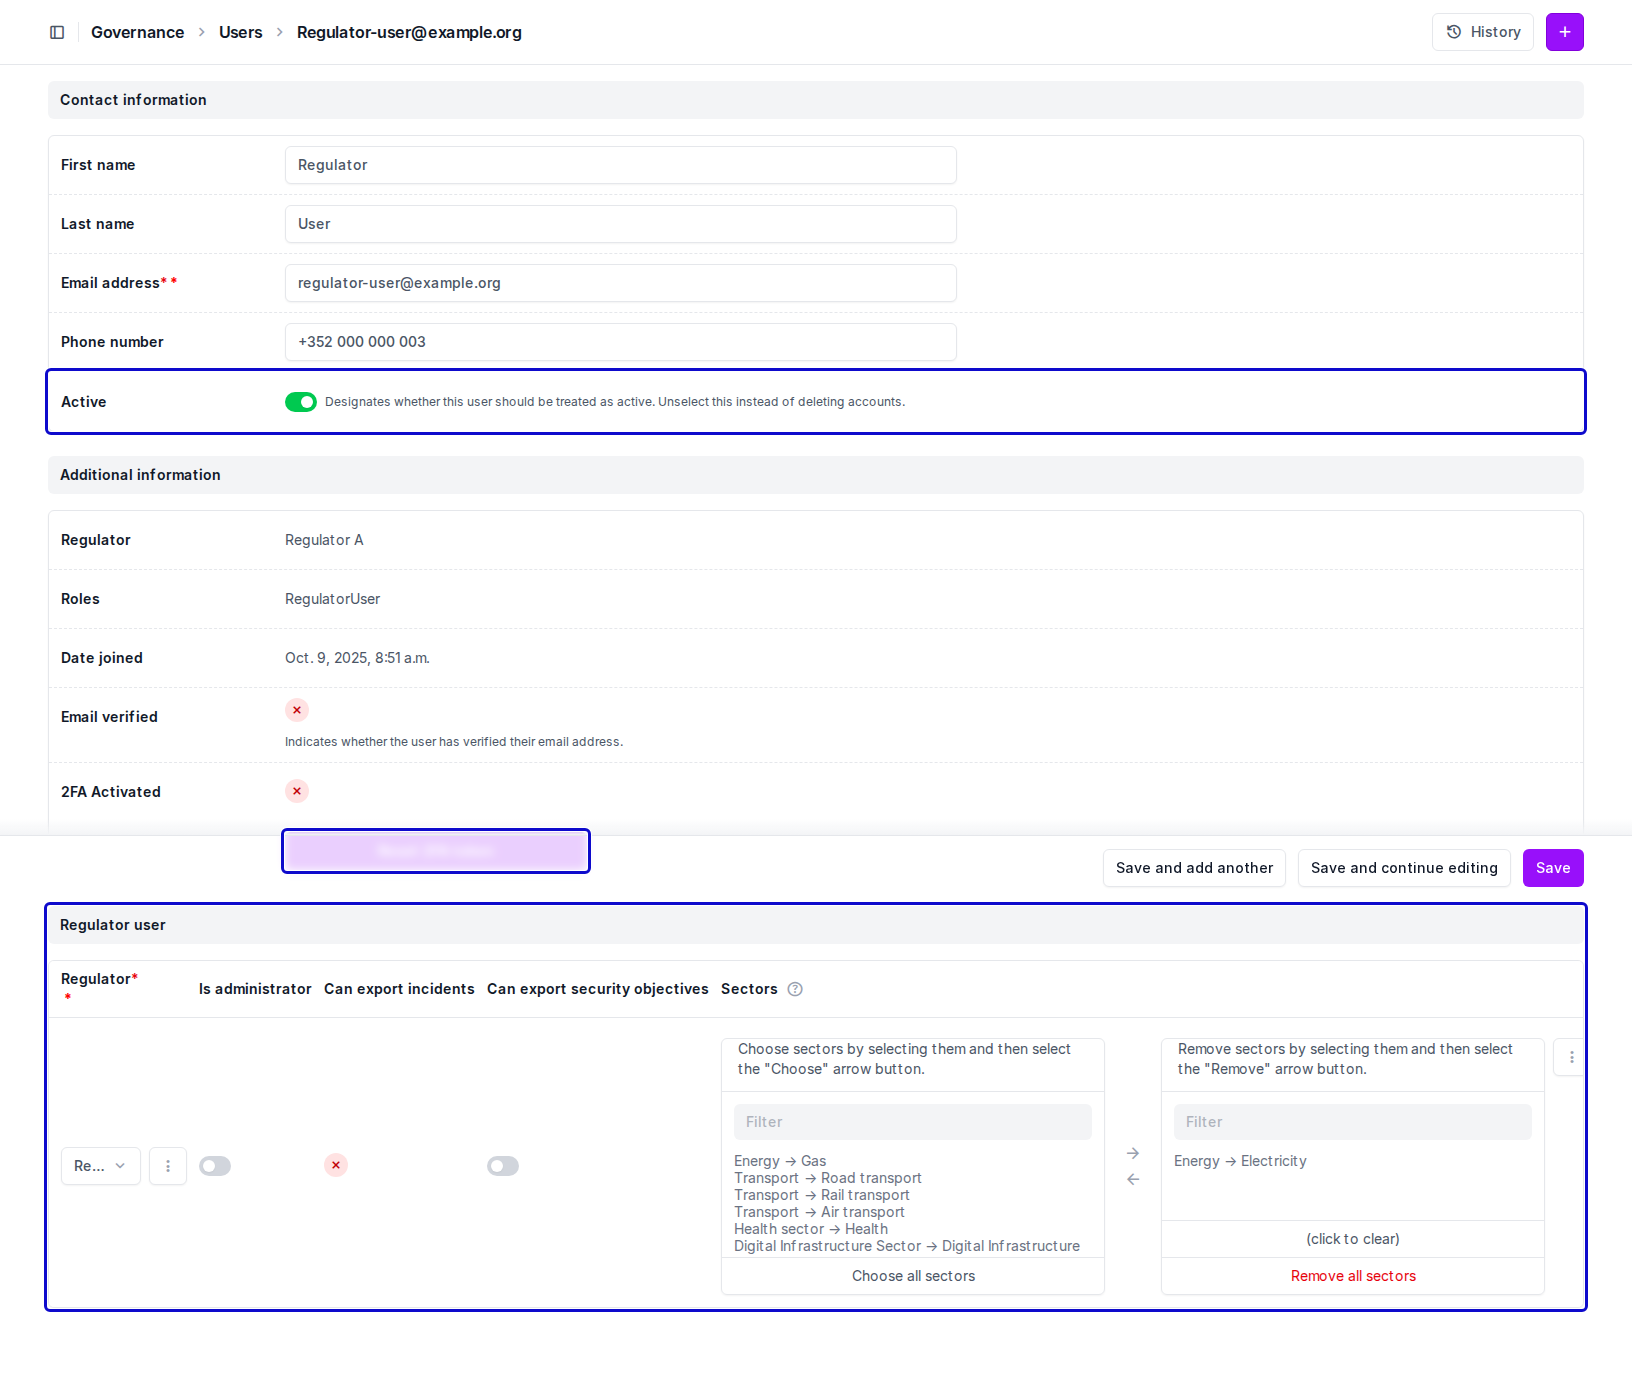 Governance > Users > Regulator-user@example.org
History
Contact information
First name
Regulator
Last name
User
Email address**
regulator-user@example.org
Phone number
+352 000 000 003
Active
Designates whether this user should be treated as active. Unselect this instead of deleting accounts.
Additional information
Regulator
Regulator A
Roles
RegulatorUser
Date joined
Oct. 9, 2025, 8:51 a.m.
Email verified
Indicates whether the user has verified their email address.
2FA Activated
Save and add another
Save and continue editing
Save
Regulator user
Regulator*
*
Is administrator
Can export incidents
Can export security objectives
Sectors
Re...
Choose sectors by selecting them and then select
the "Choose" arrow button.
Filter
Energy → Gas
Transport → Road transport
Transport → Rail transport
Transport → Air transport
Health sector → Health
Digital Infrastructure Sector → Digital Infrastructure
Choose all sectors
Remove sectors by selecting them and then select
the "Remove" arrow button.
Filter
Energy → Electricity
(click to clear)
Remove all sectors